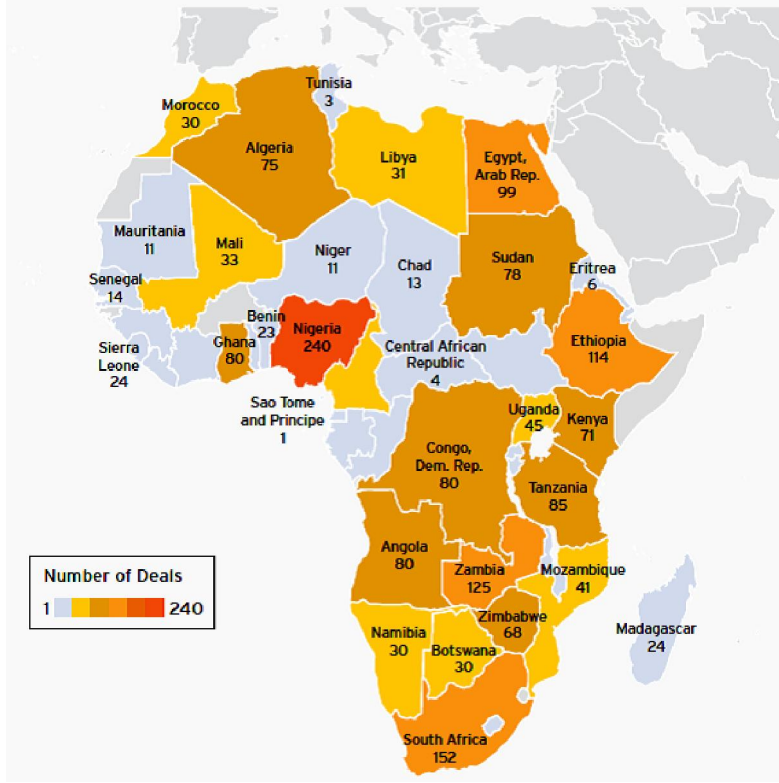 Tunisia
3
Morocco
30
Algeria
75
Libya
31
Egypt,
Arab Rep.
99
Mauritania
11
Mali
33
Niger
11
Chad
13
Sudan
78
Eritrea
6
Senegal
14
Benin
23
Nigeria
240
Ghana
80
Sierra
Leone
24
Central African
Republic
4
Ethiopia
114
Sao Tome
and Principe
1
Uganda
45
Kenya
71
Congo,
Dem. Rep.
80
Tanzania
85
Angola
80
Zambia
125
Mozambique
41
Number of Deals
1 240
Zimbabwe
68
Namibia
30
Botswana
30
Madagascar
24
South Africa
152